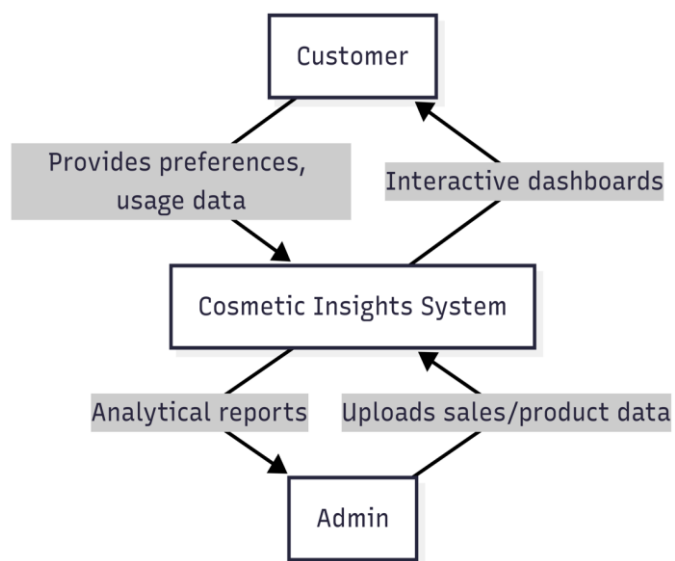 Customer
Provides preferences,
usage data
Interactive dashboards
Cosmetic Insights System
Analytical reports
Uploads sales/product data
Admin